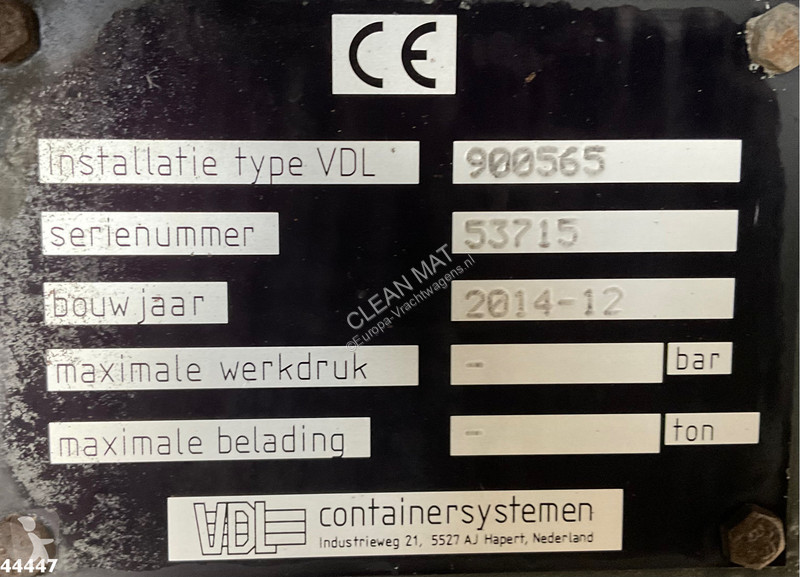 CE
installatie type VDL 900565
serienummer 53715
bouwjaar 2014-12
maximale werkdruk - bar
maximale belading - ton
VDL containersystemen
Industrieweg 21, 5527 AJ Hapert, Nederland
CLEAN MAT
©Europa-Vrachtwagens.nl
44447